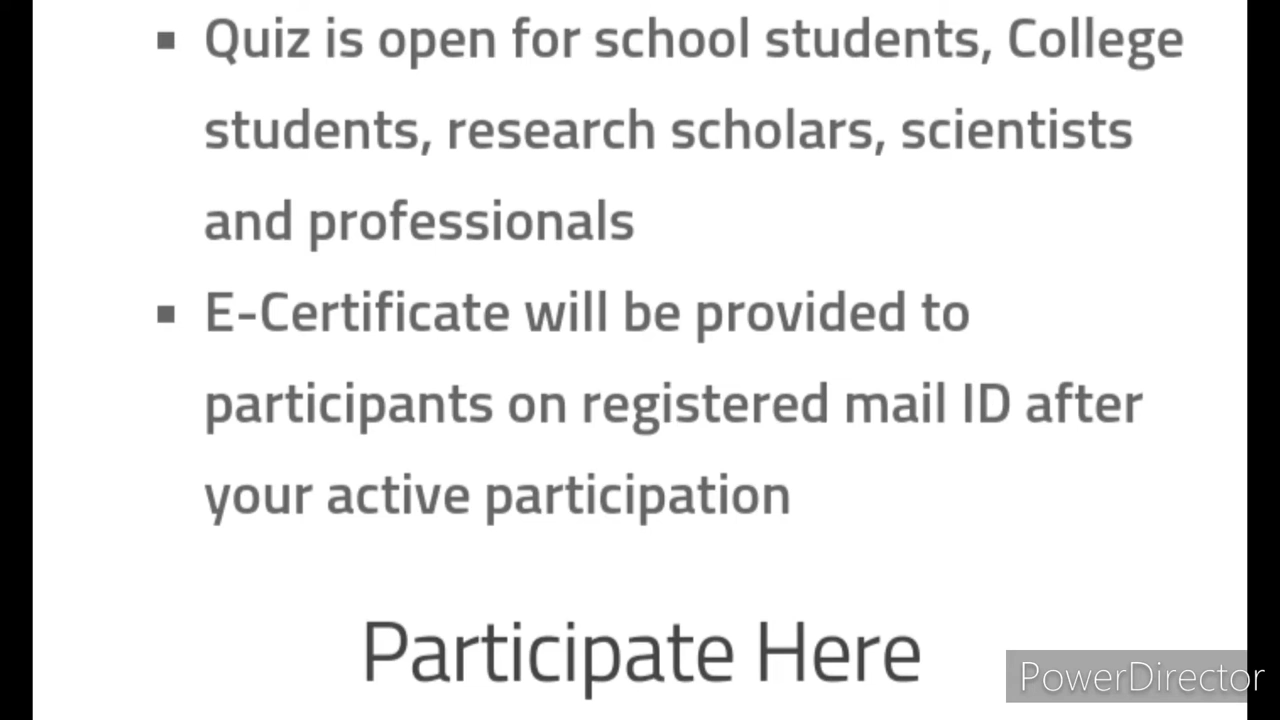 ▪ Quiz is open for school students, College
students, research scholars, scientists
and professionals
▪ E-Certificate will be provided to
participants on registered mail ID after
your active participation
Participate Here
PowerDirector